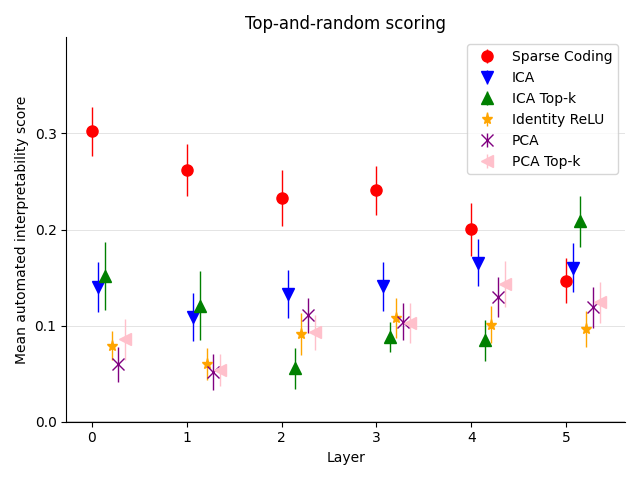 Top-and-random scoring
Sparse Coding
ICA
ICA Top-k
Identity ReLU
PCA
PCA Top-k
Mean automated interpretability score
0.3
0.2
0.1
0.0
0 1 2 3 4 5
Layer